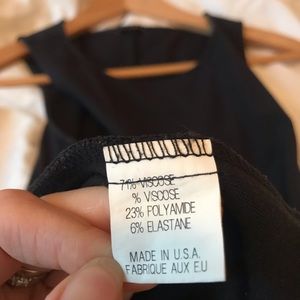 71% VISCOSE
% VISCOSE
23% POLYAMIDE
6% ELASTANE
MADE IN U.S.A.
FABRIQUE AUX E.U